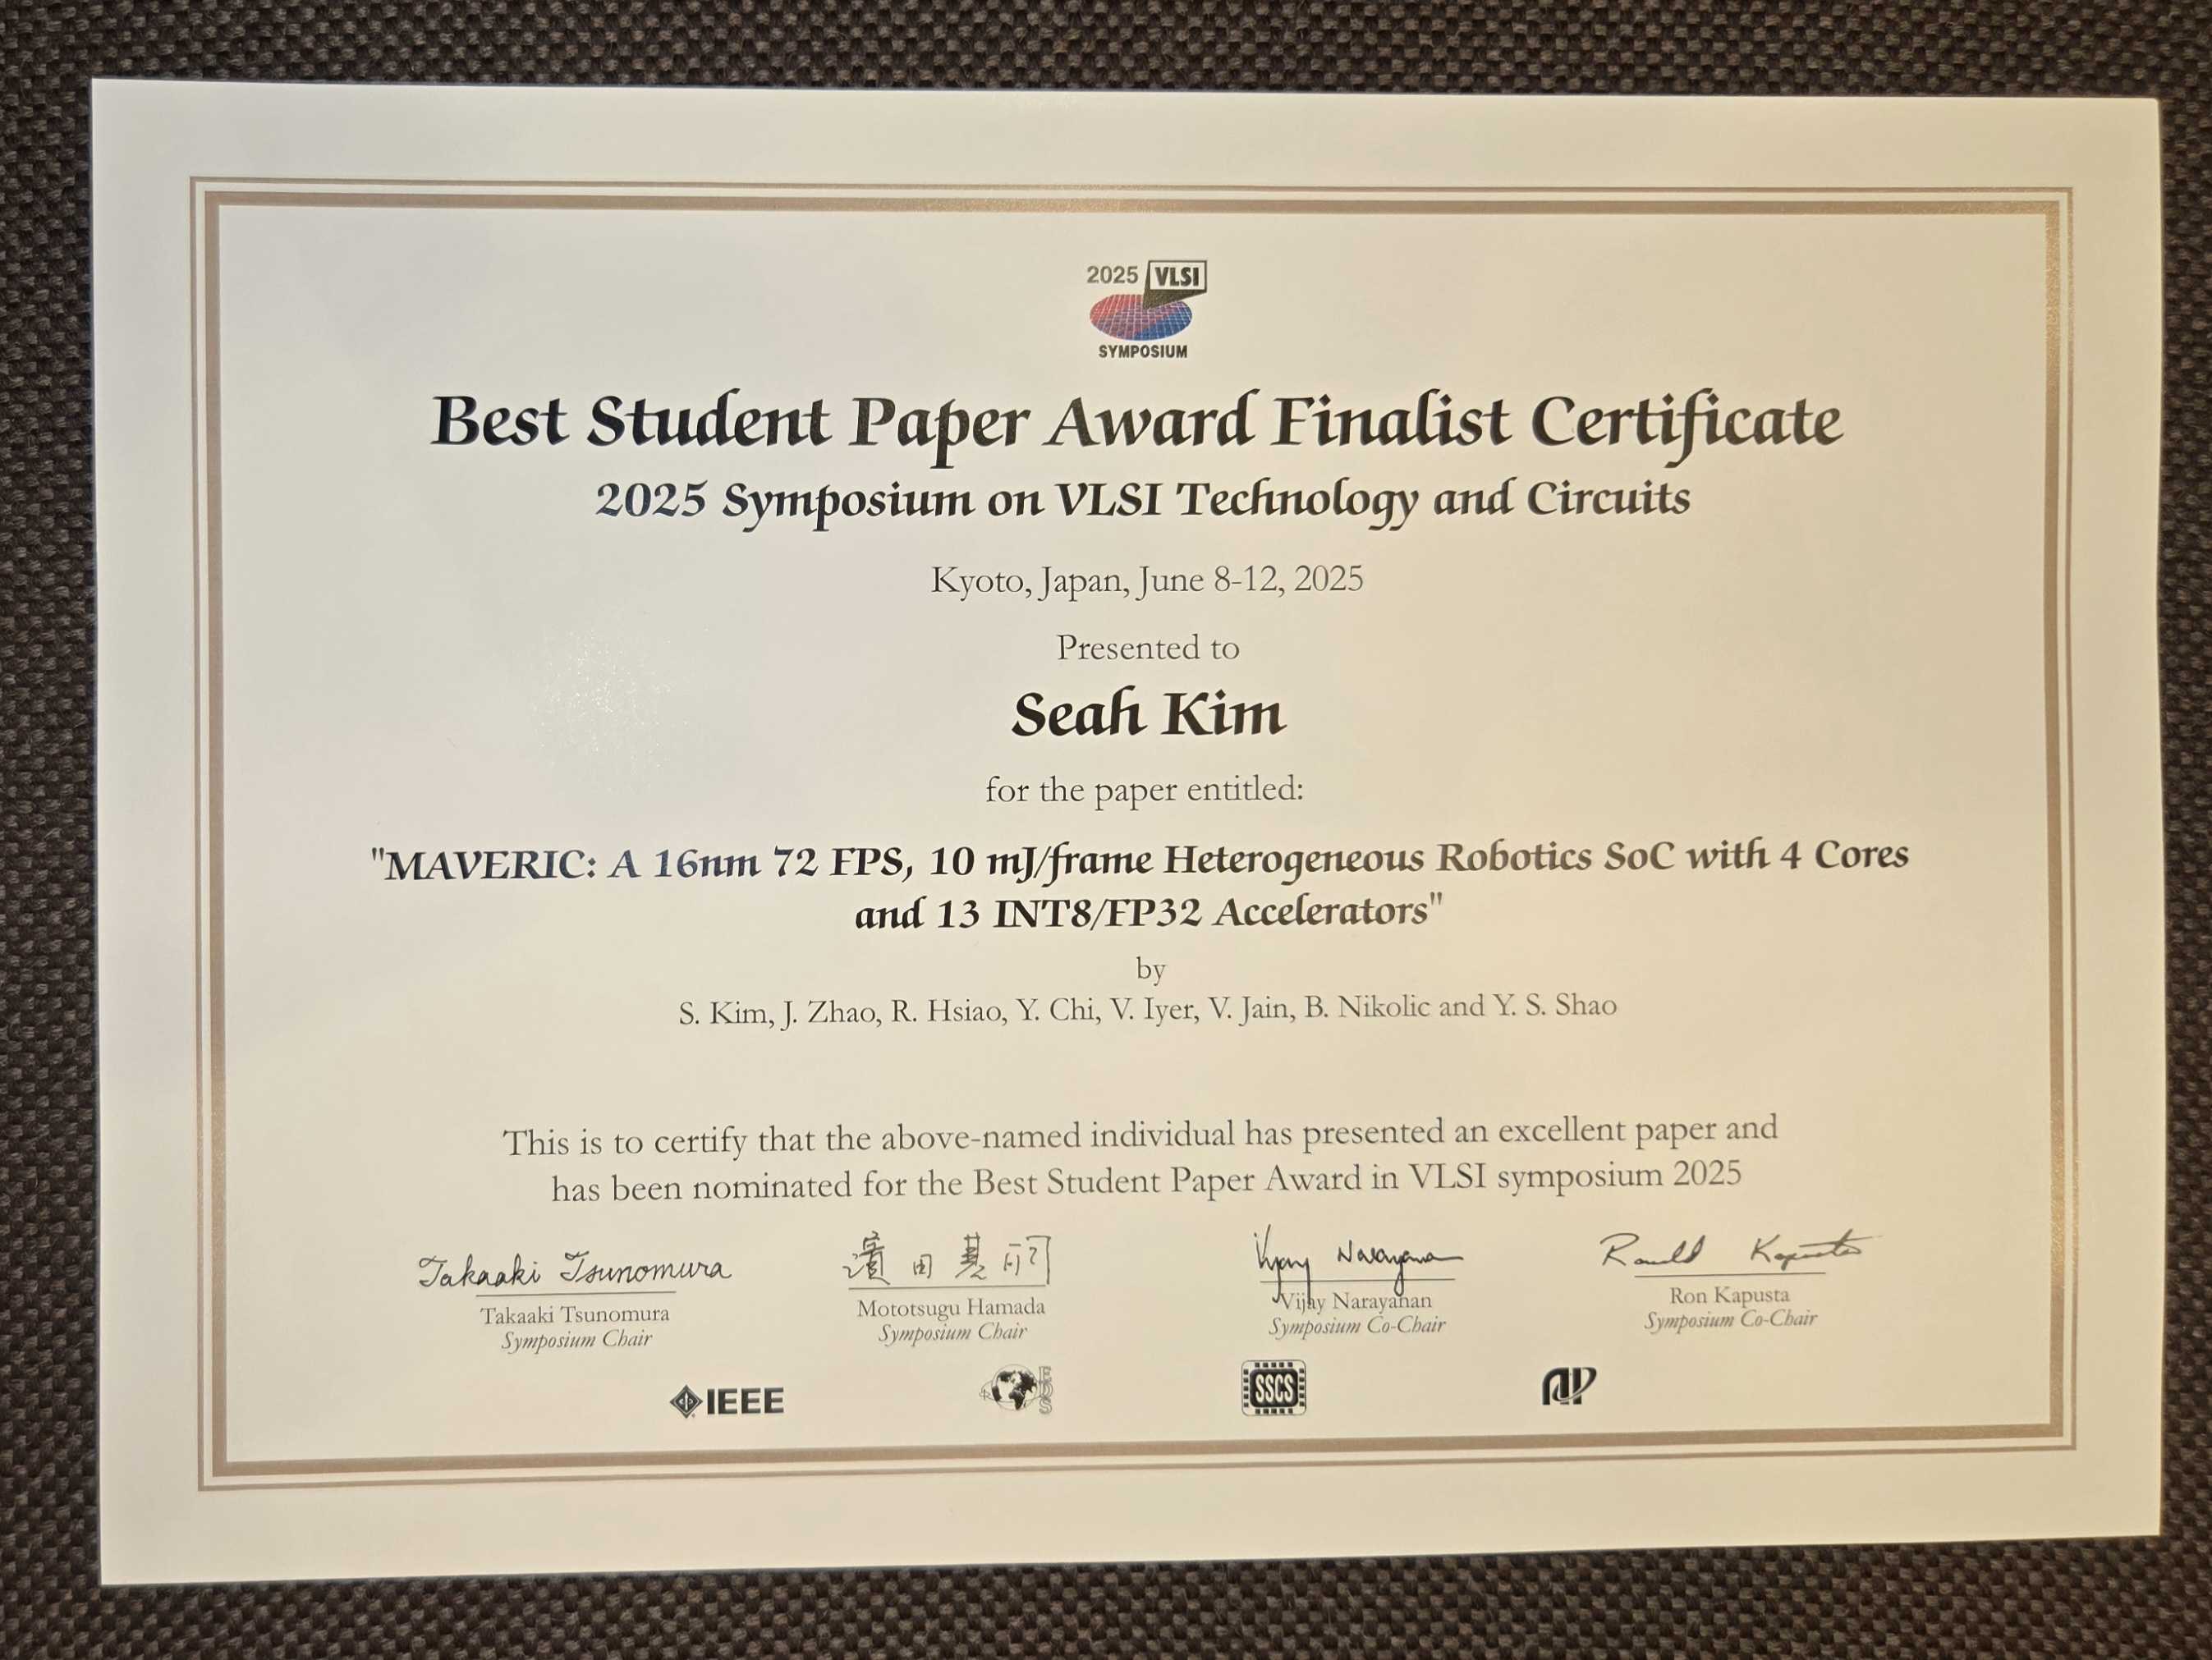 2025 VLSI
SYMPOSIUM
Best Student Paper Award Finalist Certificate
2025 Symposium on VLSI Technology and Circuits
Kyoto, Japan, June 8-12, 2025
Presented to
Seah Kim
for the paper entitled:
"MAVERIC: A 16nm 72 FPS, 10 mJ/frame Heterogeneous Robotics SoC with 4 Cores
and 13 INT8/FP32 Accelerators"
by
S. Kim, J. Zhao, R. Hsiao, Y. Chi, V. Iyer, V. Jain, B. Nikolic and Y. S. Shao
This is to certify that the above-named individual has presented an excellent paper and
has been nominated for the Best Student Paper Award in VLSI symposium 2025
Takaaki Tsunomura 濱田基嗣 Vijay Narayanan Ronald Kapusta
Takaaki Tsunomura Mototsugu Hamada Vijay Narayanan Ron Kapusta
Symposium Chair Symposium Chair Symposium Co-Chair Symposium Co-Chair
IEEE EDS SSCS AP